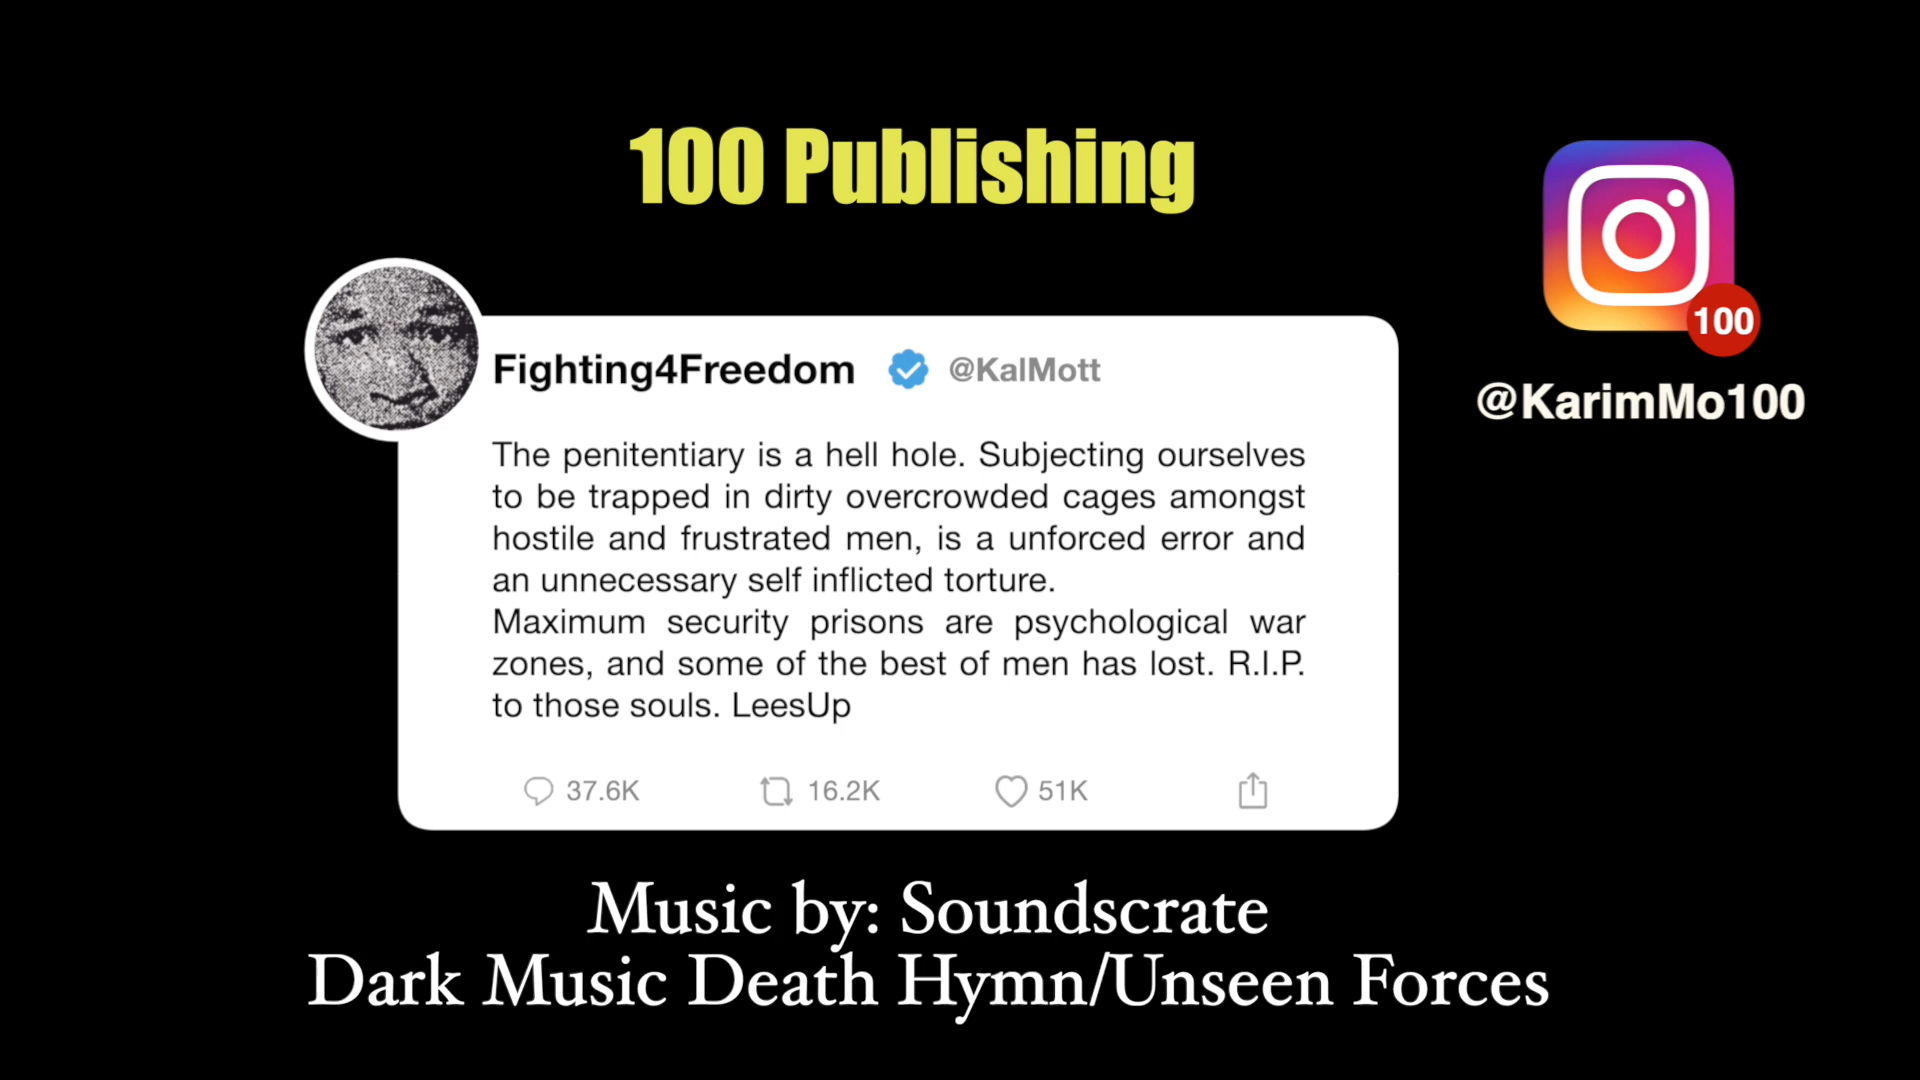 100 Publishing
100
@KarimMo100
Fighting4Freedom @KalMott
The penitentiary is a hell hole. Subjecting ourselves
to be trapped in dirty overcrowded cages amongst
hostile and frustrated men, is a unforced error and
an unnecessary self inflicted torture.
Maximum security prisons are psychological war
zones, and some of the best of men has lost. R.I.P.
to those souls. LeesUp
37.6K 16.2K 51K
Music by: Soundscrate
Dark Music Death Hymn/Unseen Forces